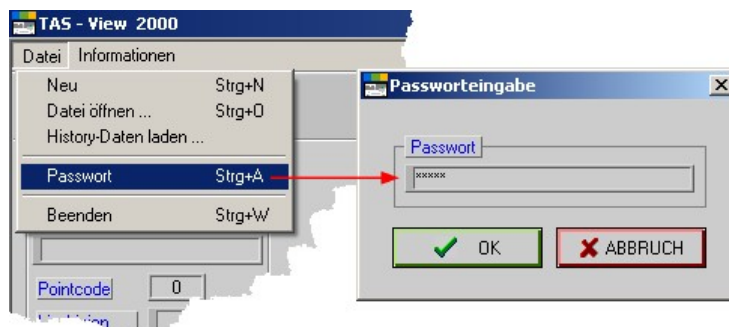 TAS - View 2000
Datei Informationen
Neu Strg+N
Datei öffnen ... Strg+O
History-Daten laden ...
Passwort Strg+A
Beenden Strg+W
Pointcode 0
Passworteingabe
Passwort
*****
OK ABBRUCH